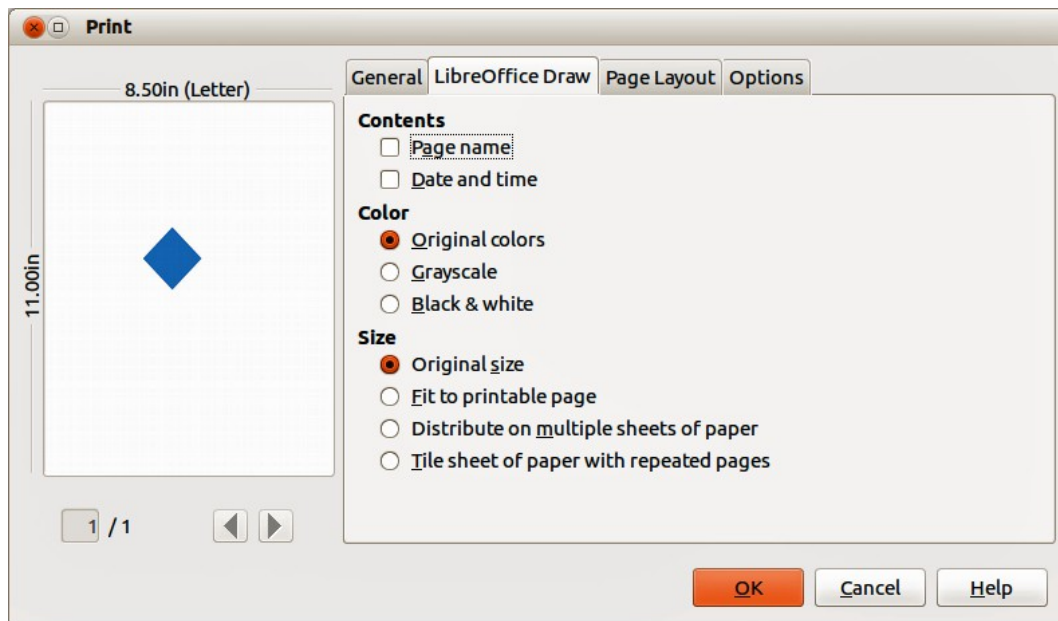 Print
8.50in (Letter)
11.00in
1 / 1
General LibreOffice Draw Page Layout Options
Contents
Page name
Date and time
Color
Original colors
Grayscale
Black & white
Size
Original size
Fit to printable page
Distribute on multiple sheets of paper
Tile sheet of paper with repeated pages
OK Cancel Help